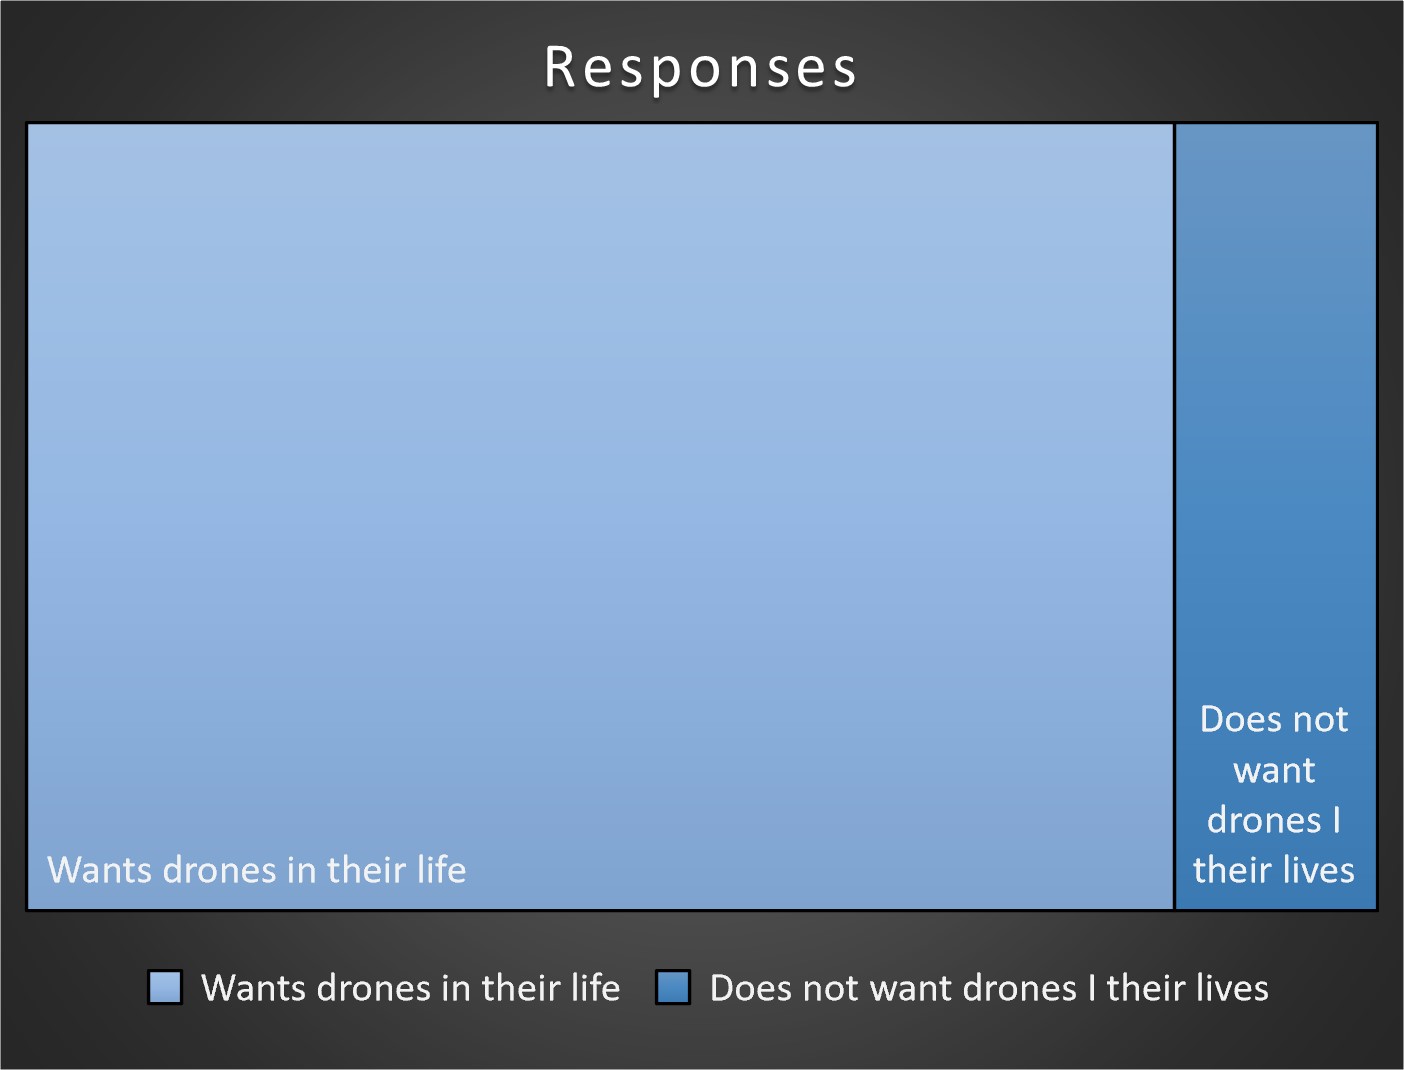 Responses
Wants drones in their life
Does not
want
drones I
their lives
Wants drones in their life
Does not want drones I their lives